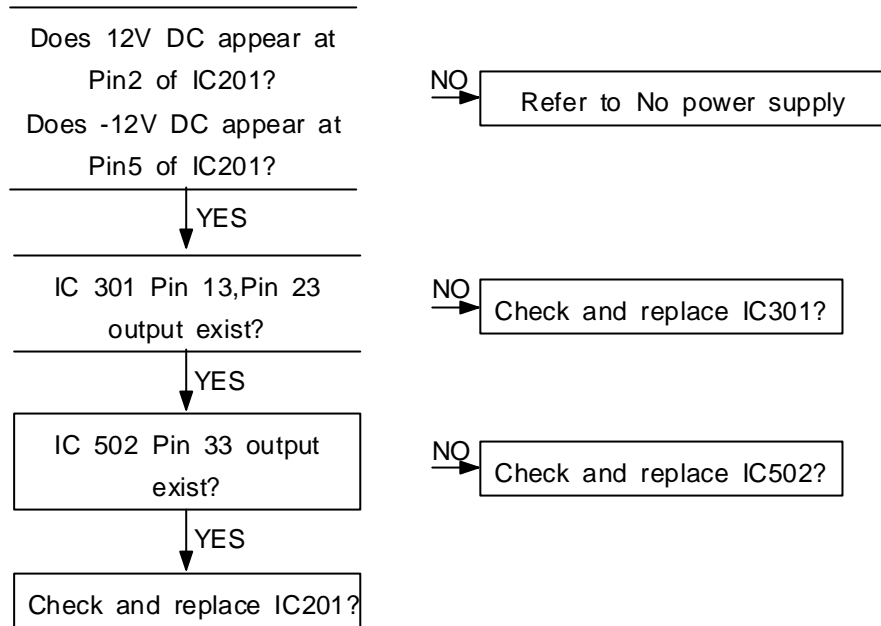 Does 12V DC appear at
Pin2 of IC201?
Does -12V DC appear at
Pin5 of IC201?
NO
Refer to No power supply
YES
IC 301 Pin 13,Pin 23
output exist?
NO
Check and replace IC301?
YES
IC 502 Pin 33 output
exist?
NO
Check and replace IC502?
YES
Check and replace IC201?